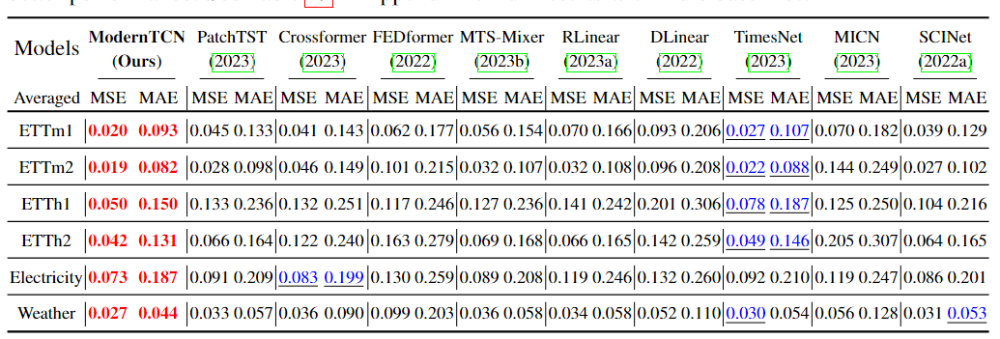 Models ModernTCN PatchTST Crossformer FEDformer MTS-Mixer RLinear DLinear TimesNet MICN SCINet
(Ours) (2023) (2023) (2022) (2023b) (2023a) (2022) (2023) (2023) (2022a)
Averaged MSE MAE MSE MAE MSE MAE MSE MAE MSE MAE MSE MAE MSE MAE MSE MAE MSE MAE MSE MAE
ETTm1 0.020 0.093 0.045 0.133 0.041 0.143 0.062 0.177 0.056 0.154 0.070 0.166 0.093 0.206 0.027 0.107 0.070 0.182 0.039 0.129
ETTm2 0.019 0.082 0.028 0.098 0.046 0.149 0.101 0.215 0.032 0.107 0.032 0.108 0.096 0.208 0.022 0.088 0.144 0.249 0.027 0.102
ETTh1 0.050 0.150 0.133 0.236 0.132 0.251 0.117 0.246 0.127 0.236 0.141 0.242 0.201 0.306 0.078 0.187 0.125 0.250 0.104 0.216
ETTh2 0.042 0.131 0.066 0.164 0.122 0.240 0.163 0.279 0.069 0.168 0.066 0.165 0.142 0.259 0.049 0.146 0.205 0.307 0.064 0.165
Electricity 0.073 0.187 0.091 0.209 0.083 0.199 0.130 0.259 0.089 0.208 0.119 0.246 0.132 0.260 0.092 0.210 0.119 0.247 0.086 0.201
Weather 0.027 0.044 0.033 0.057 0.036 0.090 0.099 0.203 0.036 0.058 0.034 0.058 0.052 0.110 0.030 0.054 0.056 0.128 0.031 0.053